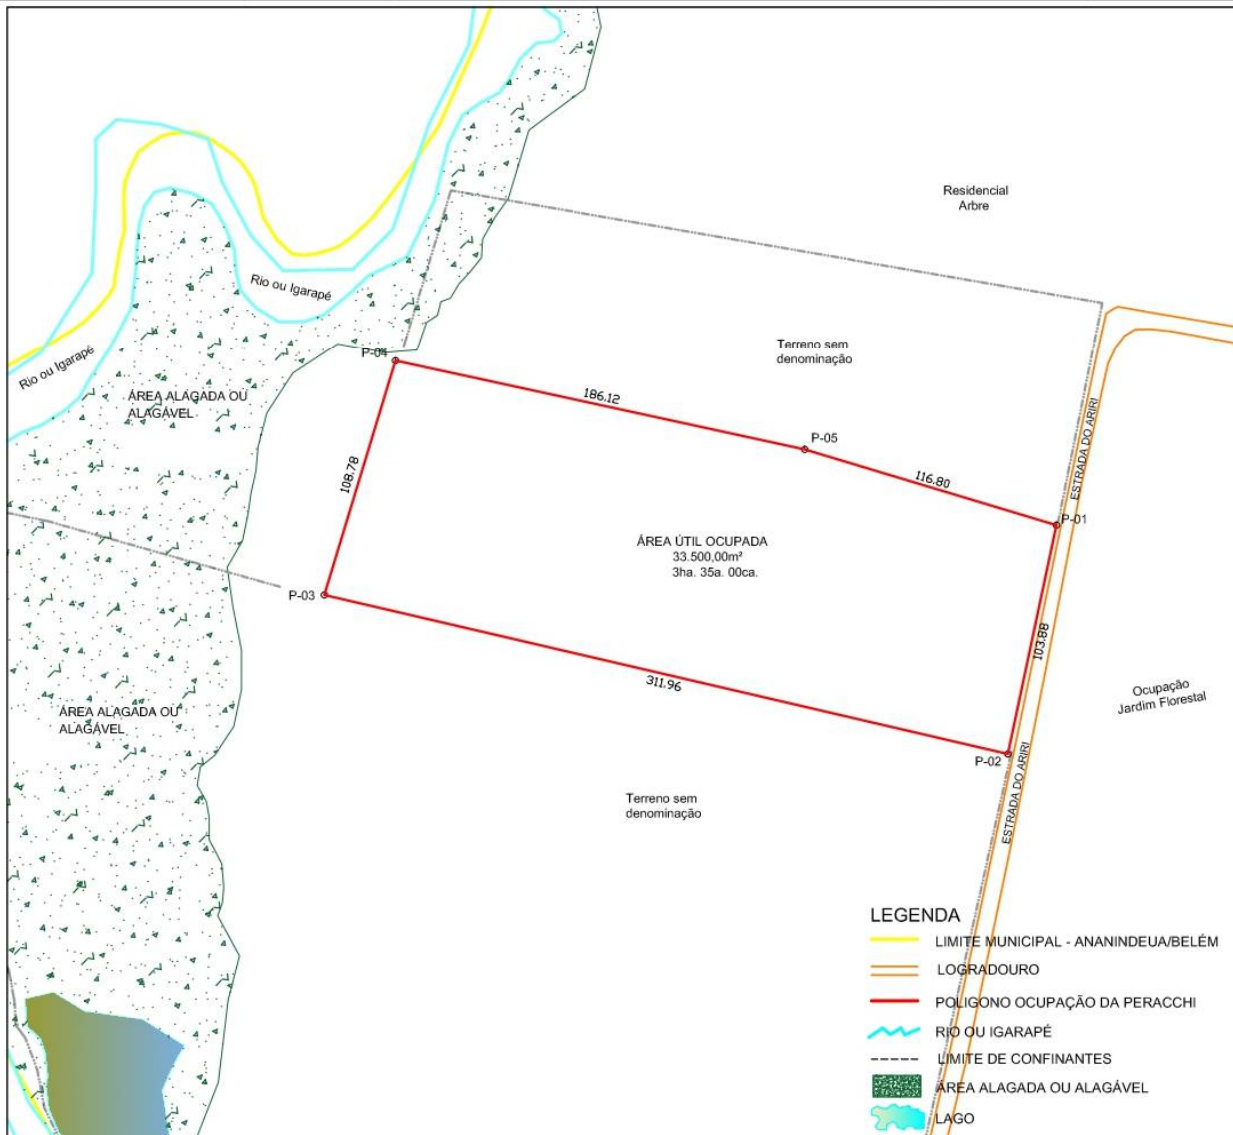 Residencial
Arbre
Rio ou Igarapé
Rio ou Igarapé
Terreno sem
denominação
P-04
ÁREA ALAGADA OU
ALAGÁVEL
186.12
P-05
ESTRADA DO ARIRI
108.78
116.80
P-01
ÁREA ÚTIL OCUPADA
33.500,00m²
3ha. 35a. 00ca.
P-03
103.88
311.96
Ocupação
Jardim Florestal
ÁREA ALAGADA OU
ALAGÁVEL
P-02
ESTRADA DO ARIRI
Terreno sem
denominação
LEGENDA
LIMITE MUNICIPAL - ANANINDEUA/BELÉM
LOGRADOURO
POLIGONO OCUPAÇÃO DA PERACCHI
RIO OU IGARAPÉ
LIMITE DE CONFINANTES
ÁREA ALAGADA OU ALAGÁVEL
LAGO